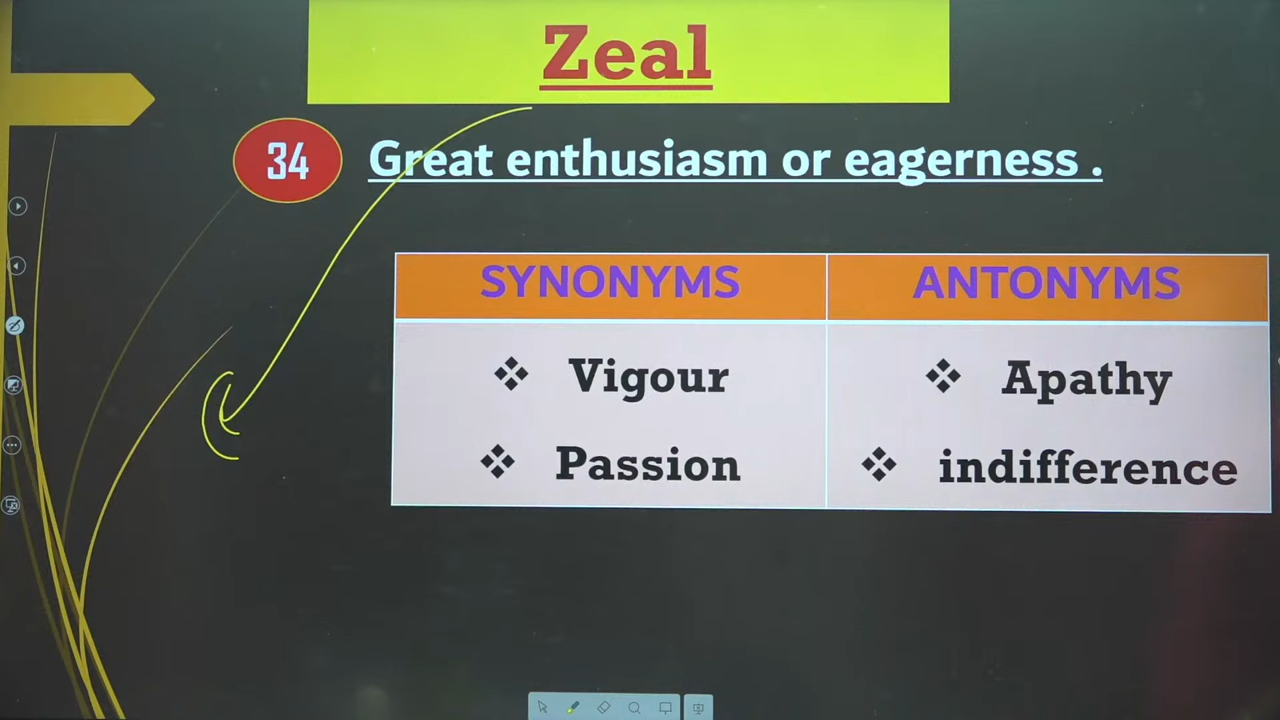 Zeal
34 Great enthusiasm or eagerness .
SYNONYMS ANTONYMS
❖ Vigour ❖ Apathy
❖ Passion ❖ indifference